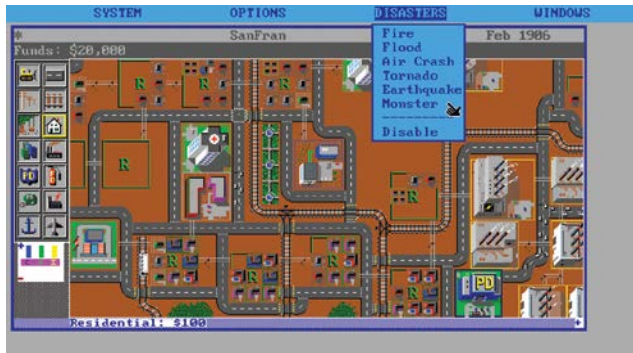 SYSTEM OPTIONS DISASTERS WINDOWS
* SanFran Feb 1906
Funds: $20,000
Fire
Flood
Air Crash
Tornado
Earthquake
Monster
----------
Disable
R R
R
PD
R R R
R
PD
Residential: $100